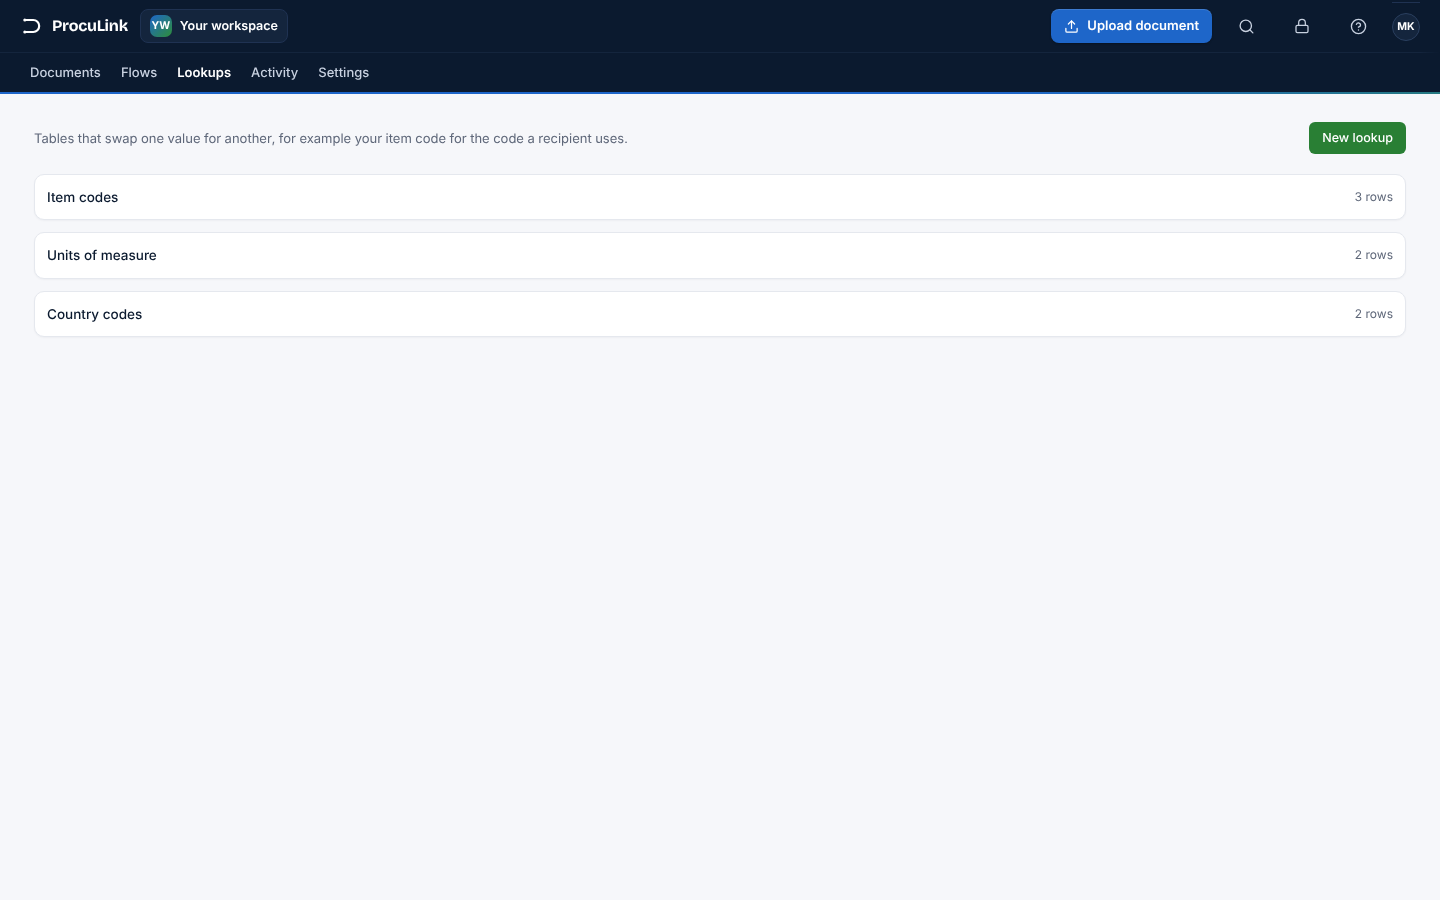 ProcuLink
YW Your workspace
Upload document
MK
Documents Flows Lookups Activity Settings
Tables that swap one value for another, for example your item code for the code a recipient uses.
New lookup
Item codes 3 rows
Units of measure 2 rows
Country codes 2 rows